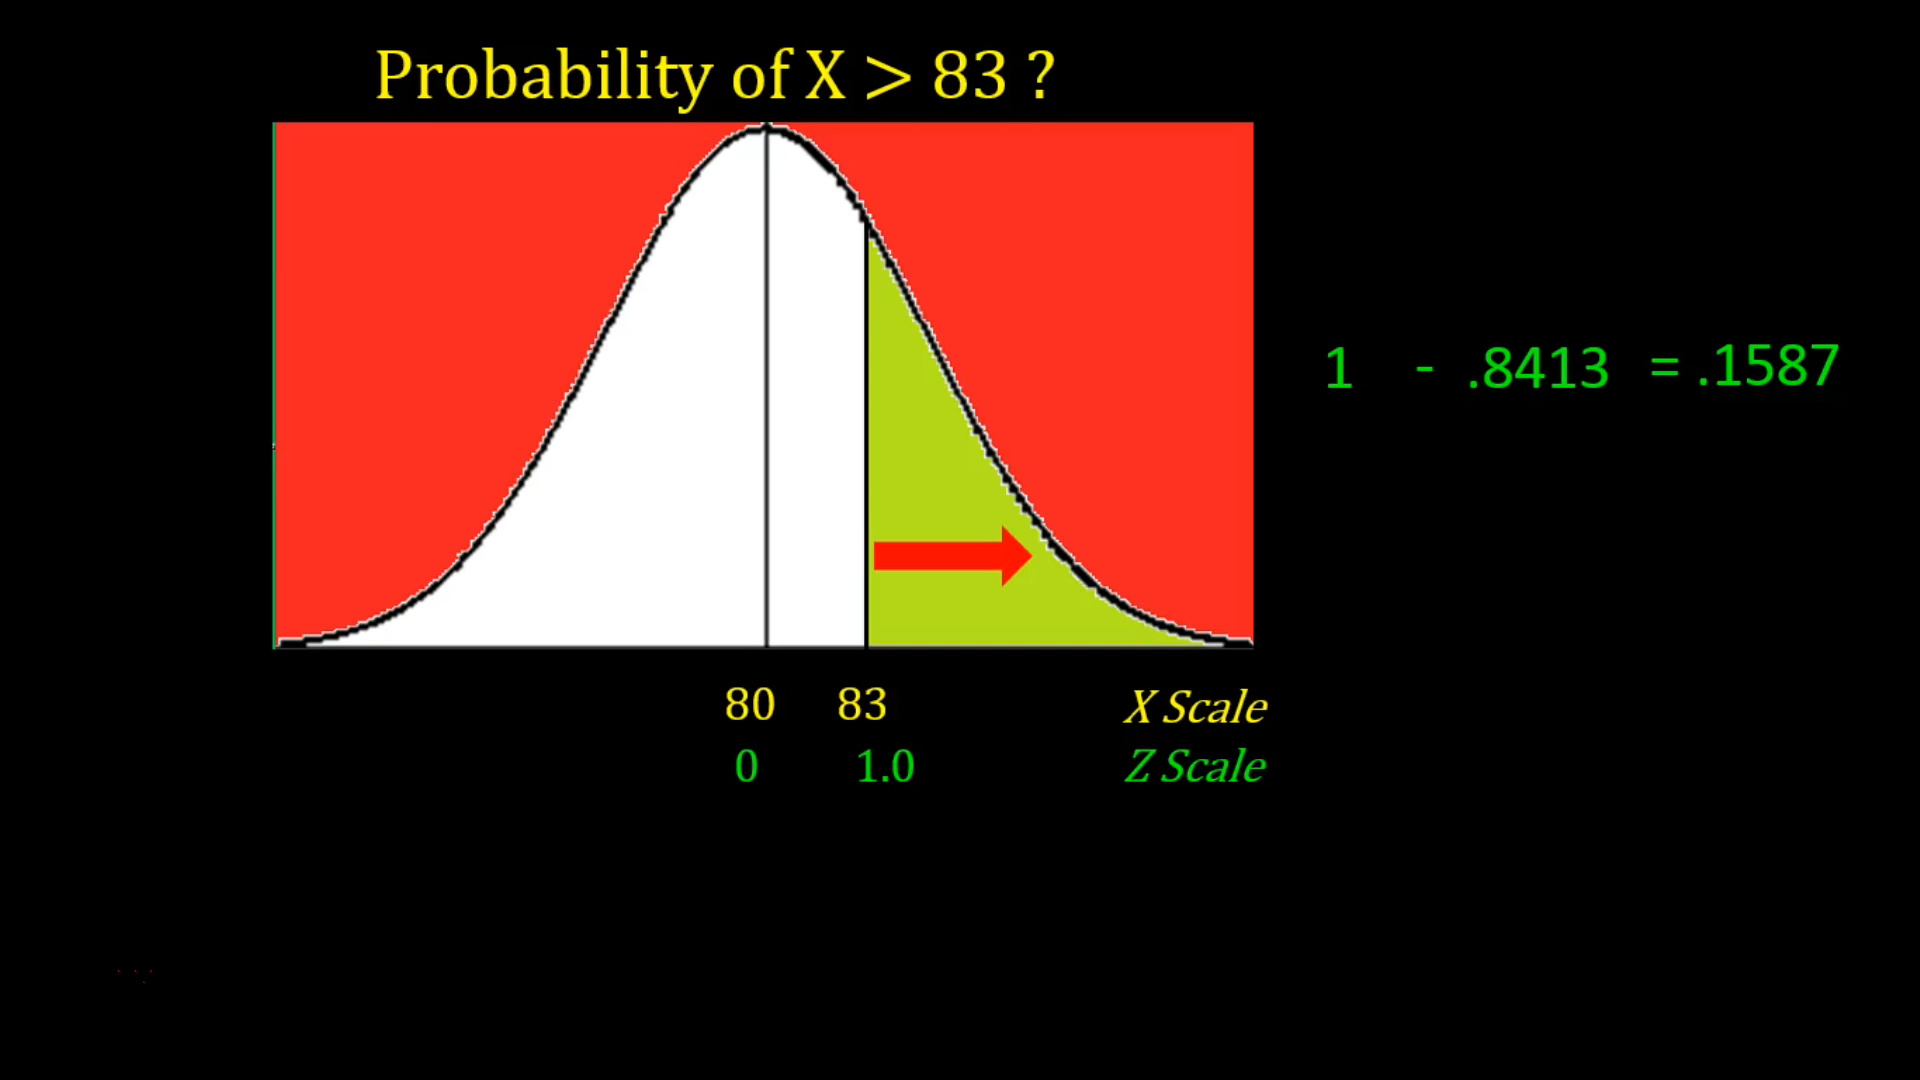 Probability of X > 83 ?
1 - .8413 = .1587
80 83 X Scale
0 1.0 Z Scale